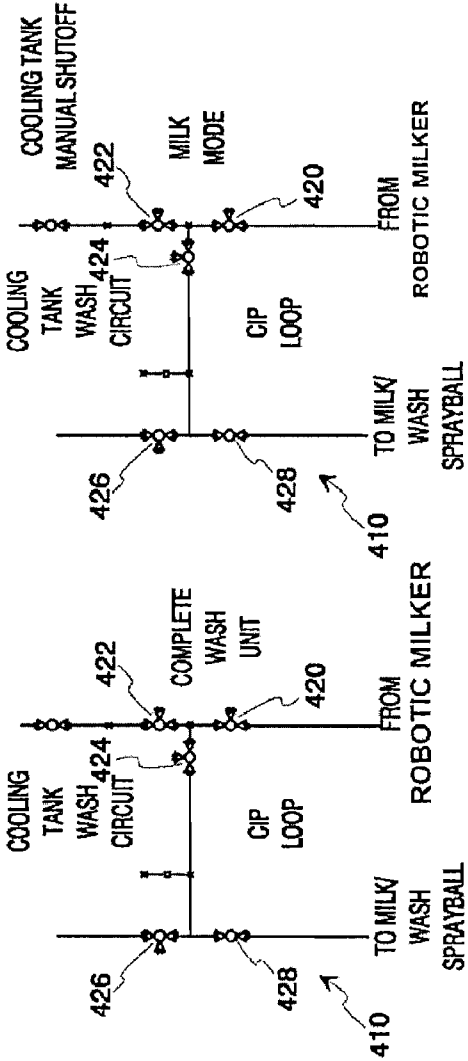 COOLING
TANK
WASH
CIRCUIT
422
424
426
COMPLETE
WASH
UNIT
CIP
LOOP
420
428
410
TO MILK/
WASH
SPRAYBALL
FROM
ROBOTIC MILKER
COOLING TANK
MANUAL SHUTOFF
COOLING
TANK
WASH
CIRCUIT
422
424
426
MILK
MODE
CIP
LOOP
420
428
410
TO MILK/
WASH
SPRAYBALL
FROM
ROBOTIC MILKER